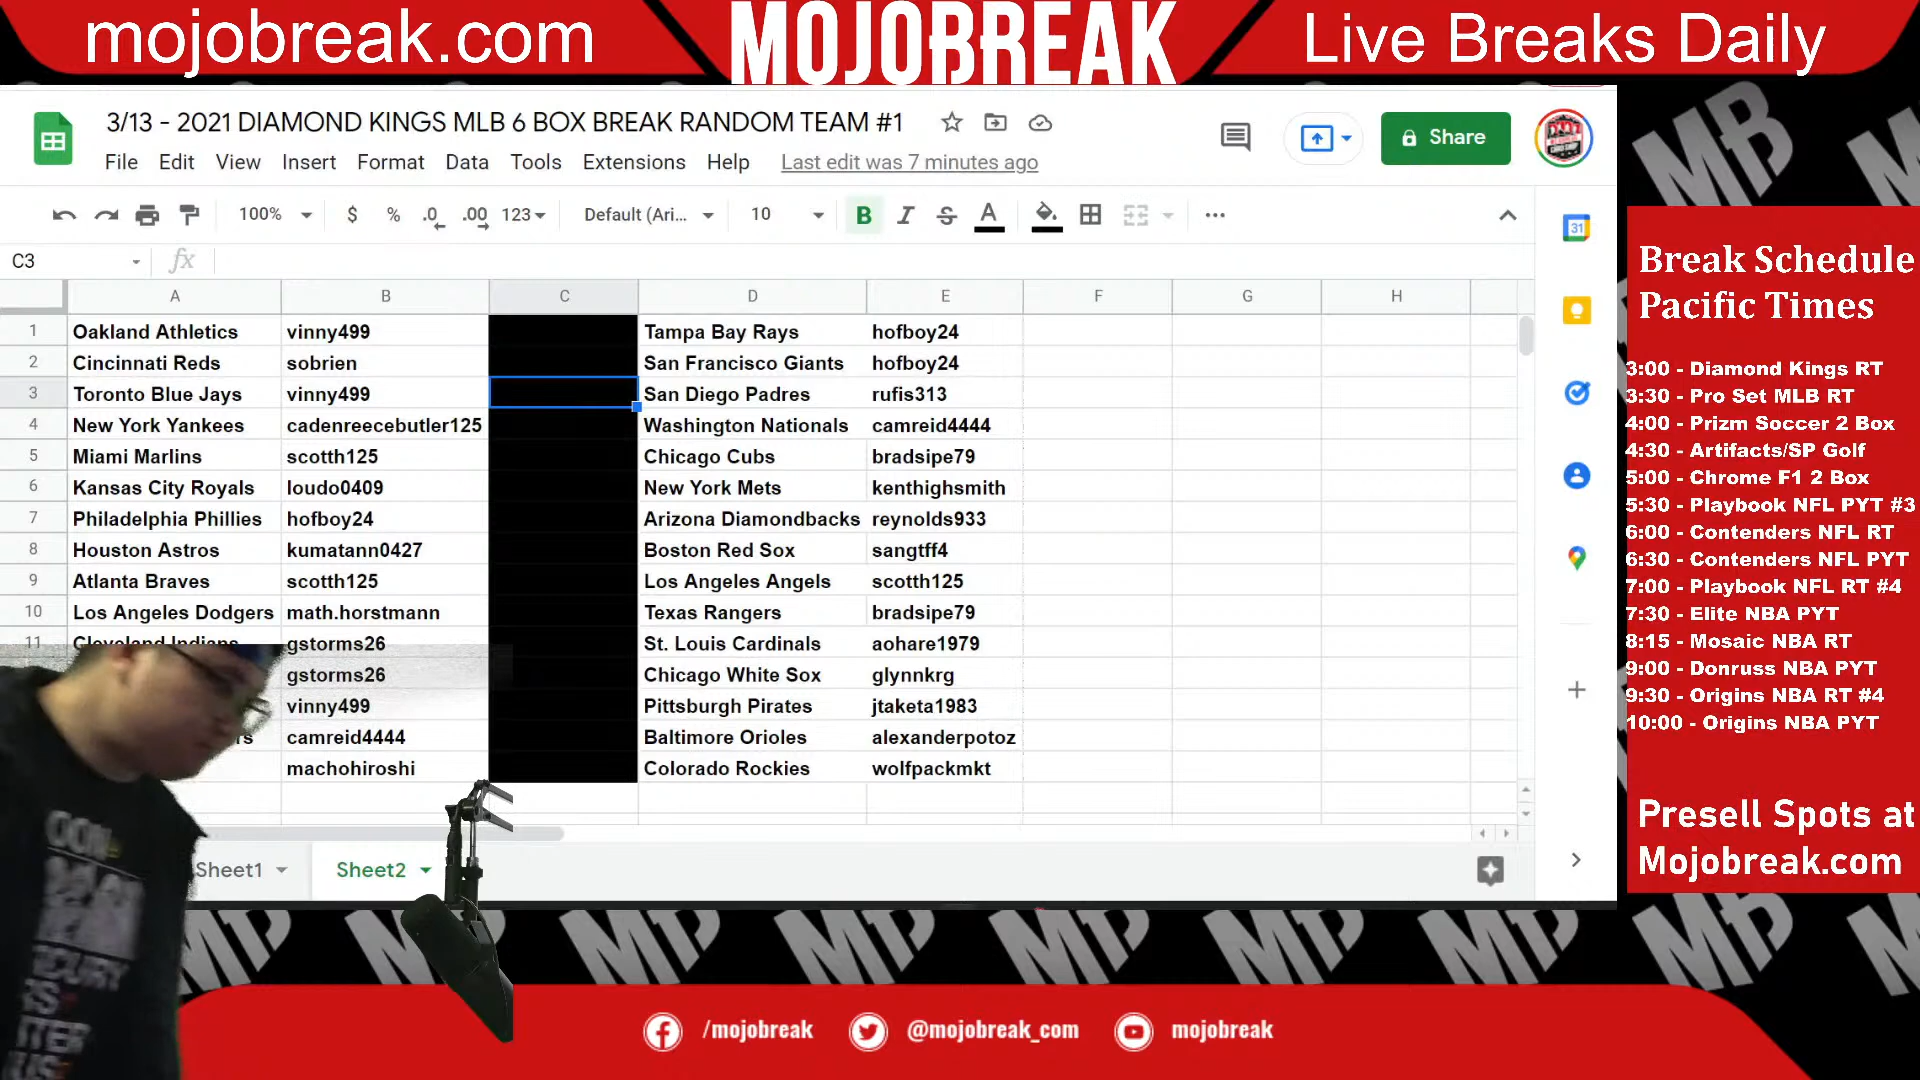 mojobreak.com
MOJOBREAK
Live Breaks Daily
3/13 - 2021 DIAMOND KINGS MLB 6 BOX BREAK RANDOM TEAM #1
Share
File Edit View Insert Format Data Tools Extensions Help Last edit was 7 minutes ago
100% $ % .0 .00 123 Default (Ari... 10 B I S A
31
C3 fx
A B C D E F G H
1 Oakland Athletics vinny499 Tampa Bay Rays hofboy24
2 Cincinnati Reds sobrien San Francisco Giants hofboy24
3 Toronto Blue Jays vinny499 San Diego Padres rufis313
4 New York Yankees cadenreecebutler125 Washington Nationals camreid4444
5 Miami Marlins scotth125 Chicago Cubs bradsipe79
6 Kansas City Royals loudo0409 New York Mets kenthighsmith
7 Philadelphia Phillies hofboy24 Arizona Diamondbacks reynolds933
8 Houston Astros kumatann0427 Boston Red Sox sangtff4
9 Atlanta Braves scotth125 Los Angeles Angels scotth125
10 Los Angeles Dodgers math.horstmann Texas Rangers bradsipe79
11 Cleveland Indians gstorms26 St. Louis Cardinals aohare1979
gstorms26 Chicago White Sox glynnkrg
vinny499 Pittsburgh Pirates jtaketa1983
rs camreid4444 Baltimore Orioles alexanderpotoz
machohiroshi Colorado Rockies wolfpackmkt
Sheet1 Sheet2
Break Schedule
Pacific Times
3:00 - Diamond Kings RT
3:30 - Pro Set MLB RT
4:00 - Prizm Soccer 2 Box
4:30 - Artifacts/SP Golf
5:00 - Chrome F1 2 Box
5:30 - Playbook NFL PYT #3
6:00 - Contenders NFL RT
6:30 - Contenders NFL PYT
7:00 - Playbook NFL RT #4
7:30 - Elite NBA PYT
8:15 - Mosaic NBA RT
9:00 - Donruss NBA PYT
9:30 - Origins NBA RT #4
10:00 - Origins NBA PYT
Presell Spots at
Mojobreak.com
/mojobreak @mojobreak_com mojobreak